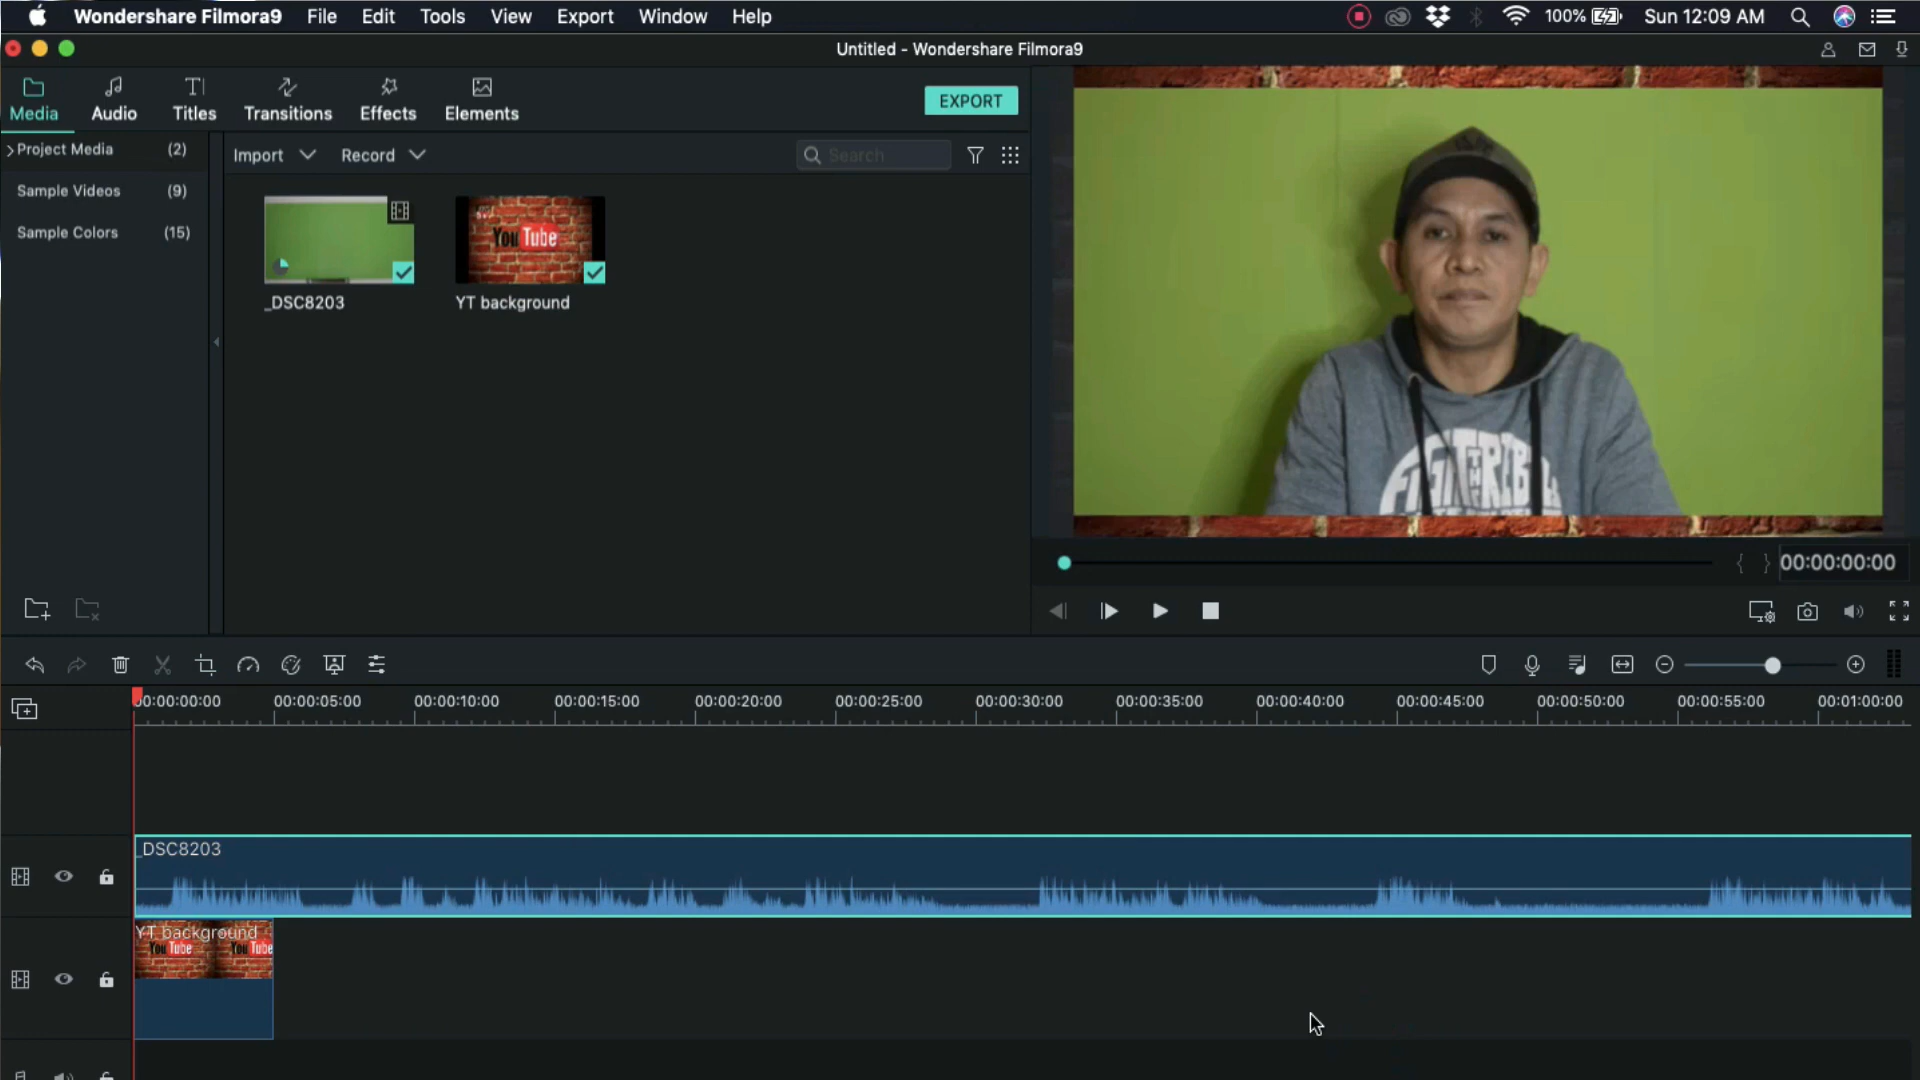 Wondershare Filmora9 File Edit Tools View Export Window Help 100% Sun 12:09 AM
Untitled - Wondershare Filmora9
Media Audio Titles Transitions Effects Elements EXPORT
Project Media (2)
Import Record Search
Sample Videos (9)
Sample Colors (15)
You Tube
_DSC8203 YT background
FIGHT THE
00:00:00:00
00:00:00:00 00:00:05:00 00:00:10:00 00:00:15:00 00:00:20:00 00:00:25:00 00:00:30:00 00:00:35:00 00:00:40:00 00:00:45:00 00:00:50:00 00:00:55:00 00:01:00:00
_DSC8203
YT background
You Tube You Tube